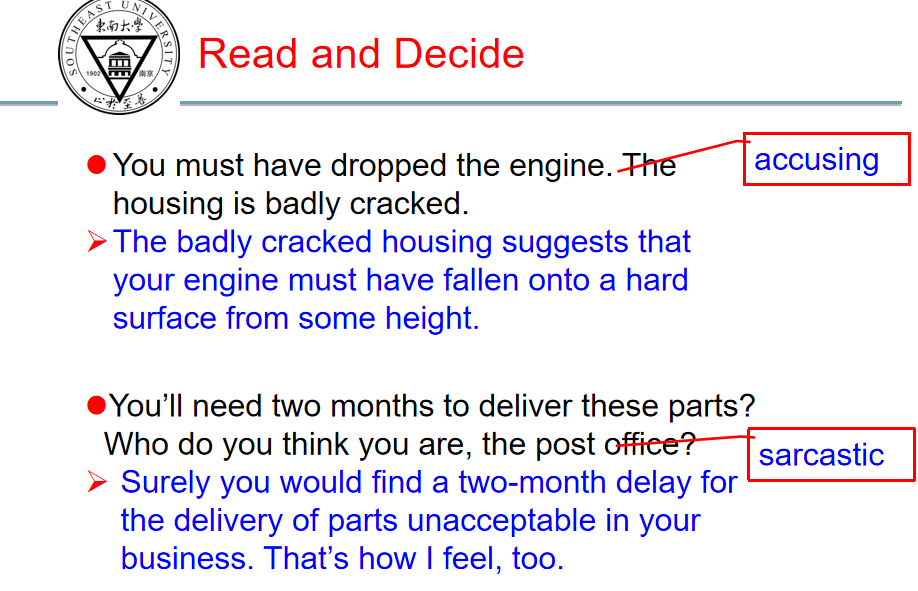 SOUTHEAST UNIVERSITY
東南大學
1902 南京
止於至善
Read and Decide
You must have dropped the engine. The
housing is badly cracked.
accusing
The badly cracked housing suggests that
your engine must have fallen onto a hard
surface from some height.
You’ll need two months to deliver these parts?
Who do you think you are, the post office?
sarcastic
Surely you would find a two-month delay for
the delivery of parts unacceptable in your
business. That’s how I feel, too.